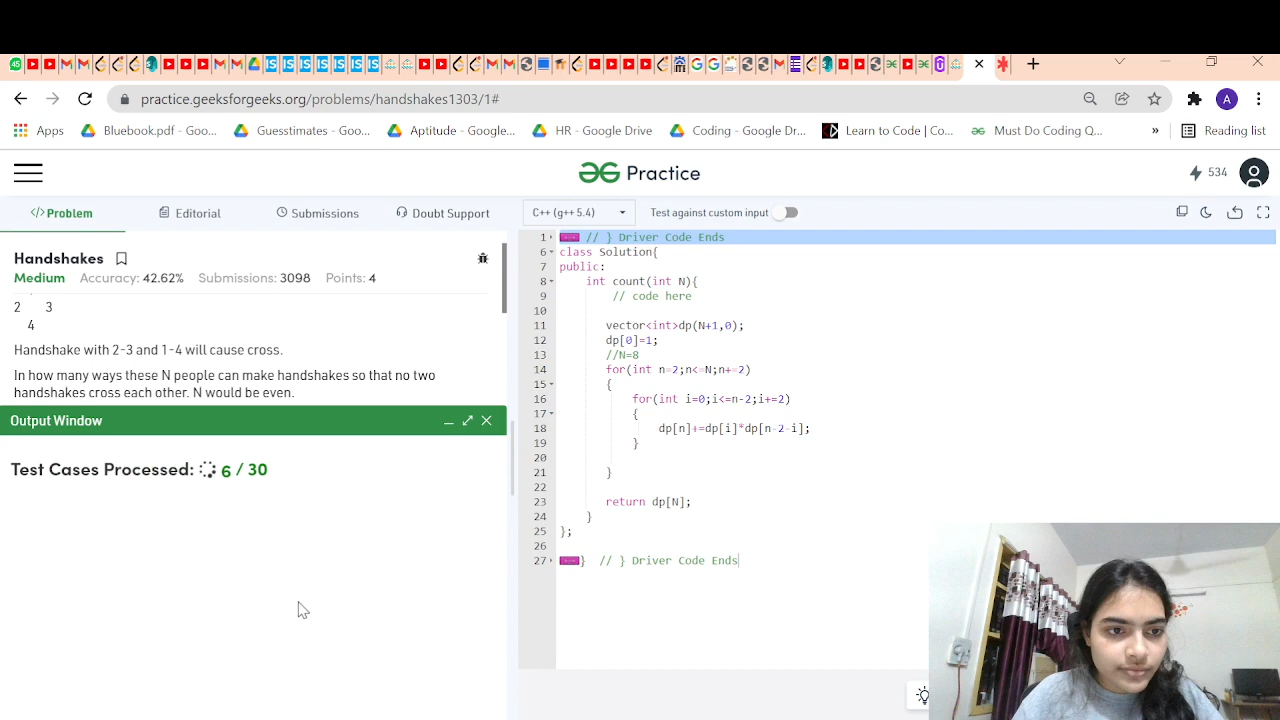 45
practice.geeksforgeeks.org/problems/handshakes1303/1#
A
Apps
Bluebook.pdf - Goo...
Guesstimates - Goo...
Aptitude - Google...
HR - Google Drive
Coding - Google Dr...
Learn to Code | Co...
Must Do Coding Q...
»
Reading list
Practice
534
</> Problem
Editorial
Submissions
Doubt Support
C++ (g++ 5.4)
Test against custom input
Handshakes
Medium Accuracy: 42.62% Submissions: 3098 Points: 4
2 3
4
Handshake with 2-3 and 1-4 will cause cross.
In how many ways these N people can make handshakes so that no two
handshakes cross each other. N would be even.
Output Window
Test Cases Processed: 6 / 30
1 // } Driver Code Ends
6 class Solution{
7 public:
8 int count(int N){
9 // code here
10
11 vector<int>dp(N+1,0);
12 dp[0]=1;
13 //N=8
14 for(int n=2;n<=N;n+=2)
15 {
16 for(int i=0;i<=n-2;i+=2)
17 {
18 dp[n]+=dp[i]*dp[n-2-i];
19 }
20
21 }
22
23 return dp[N];
24 }
25 };
26
27 } // } Driver Code Ends